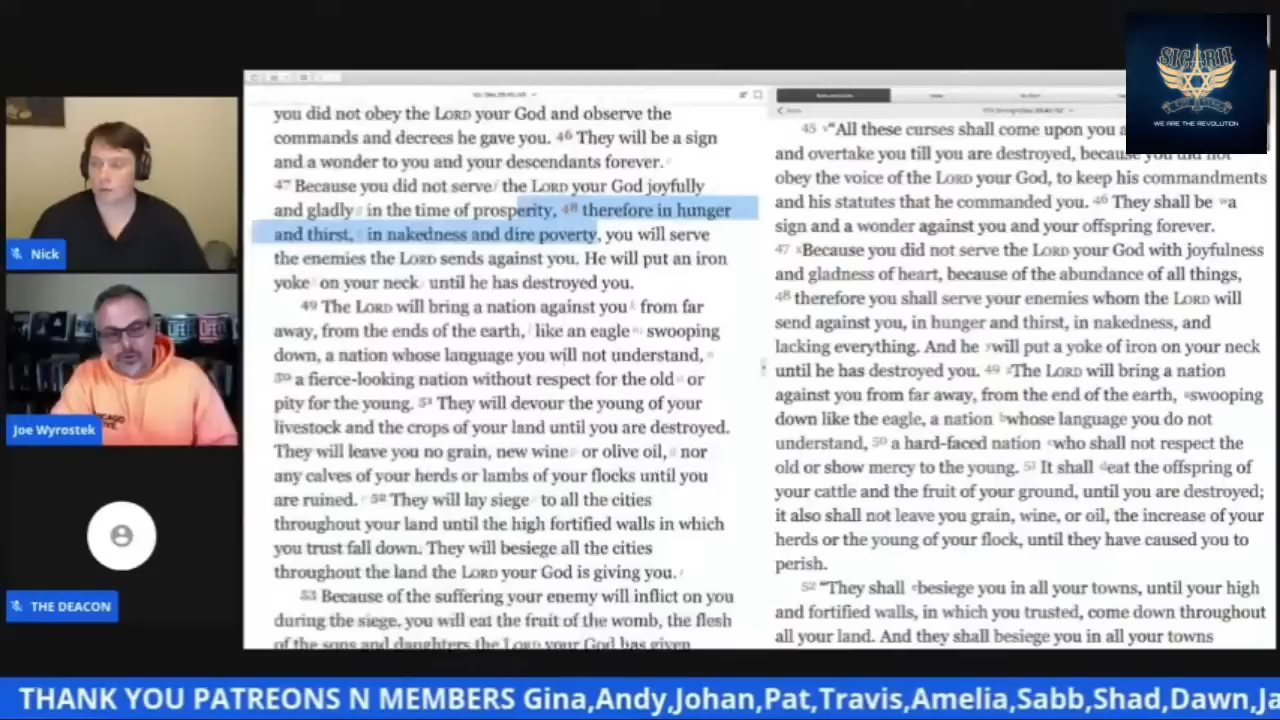 SICARII
WE ARE THE REVOLUTION
Nick
Joe Wyrostek
THE DEACON
you did not obey the LORD your God and observe the
commands and decrees he gave you. 46 They will be a sign
and a wonder to you and your descendants forever.
47 Because you did not serve the LORD your God joyfully
and gladly in the time of prosperity, 48 therefore in hunger
and thirst, in nakedness and dire poverty, you will serve
the enemies the LORD sends against you. He will put an iron
yoke on your neck until he has destroyed you.
49 The LORD will bring a nation against you from far
away, from the ends of the earth, like an eagle swooping
down, a nation whose language you will not understand,
50 a fierce-looking nation without respect for the old or
pity for the young. 51 They will devour the young of your
livestock and the crops of your land until you are destroyed.
They will leave you no grain, new wine or olive oil, nor
any calves of your herds or lambs of your flocks until you
are ruined. 52 They will lay siege to all the cities
throughout your land until the high fortified walls in which
you trust fall down. They will besiege all the cities
throughout the land the LORD your God is giving you.
53 Because of the suffering your enemy will inflict on you
during the siege, you will eat the fruit of the womb, the flesh
of the sons and daughters the LORD your God has given
45 "All these curses shall come upon you
and overtake you till you are destroyed, because you did not
obey the voice of the LORD your God, to keep his commandments
and his statutes that he commanded you. 46 They shall be a
sign and a wonder against you and your offspring forever.
47 Because you did not serve the LORD your God with joyfulness
and gladness of heart, because of the abundance of all things,
48 therefore you shall serve your enemies whom the LORD will
send against you, in hunger and thirst, in nakedness, and
lacking everything. And he will put a yoke of iron on your neck
until he has destroyed you. 49 The LORD will bring a nation
against you from far away, from the end of the earth, swooping
down like the eagle, a nation whose language you do not
understand, 50 a hard-faced nation who shall not respect the
old or show mercy to the young. 51 It shall eat the offspring of
your cattle and the fruit of your ground, until you are destroyed;
it also shall not leave you grain, wine, or oil, the increase of your
herds or the young of your flock, until they have caused you to
perish.
52 "They shall besiege you in all your towns, until your high
and fortified walls, in which you trusted, come down throughout
all your land. And they shall besiege you in all your towns
THANK YOU PATREONS N MEMBERS Gina,Andy,Johan,Pat,Travis,Amelia,Sabb,Shad,Dawn,Ja